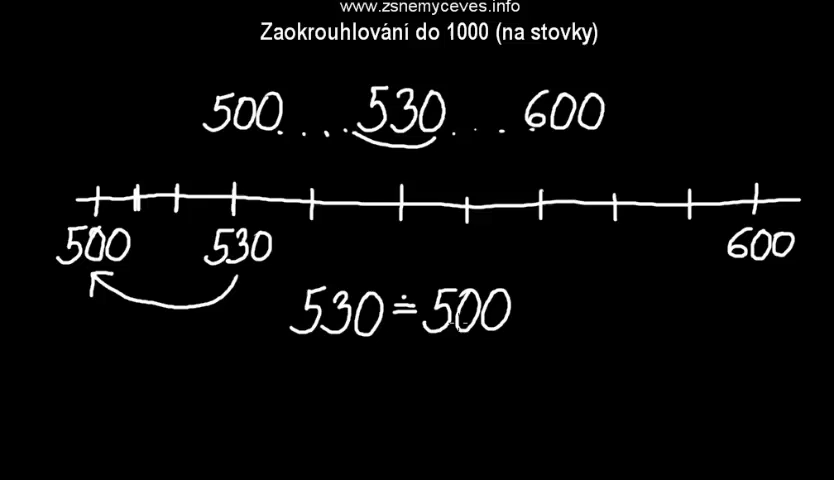 www.zsnemyceves.info
Zaokrouhlování do 1000 (na stovky)
500....530...600
500 530 600
530≐500